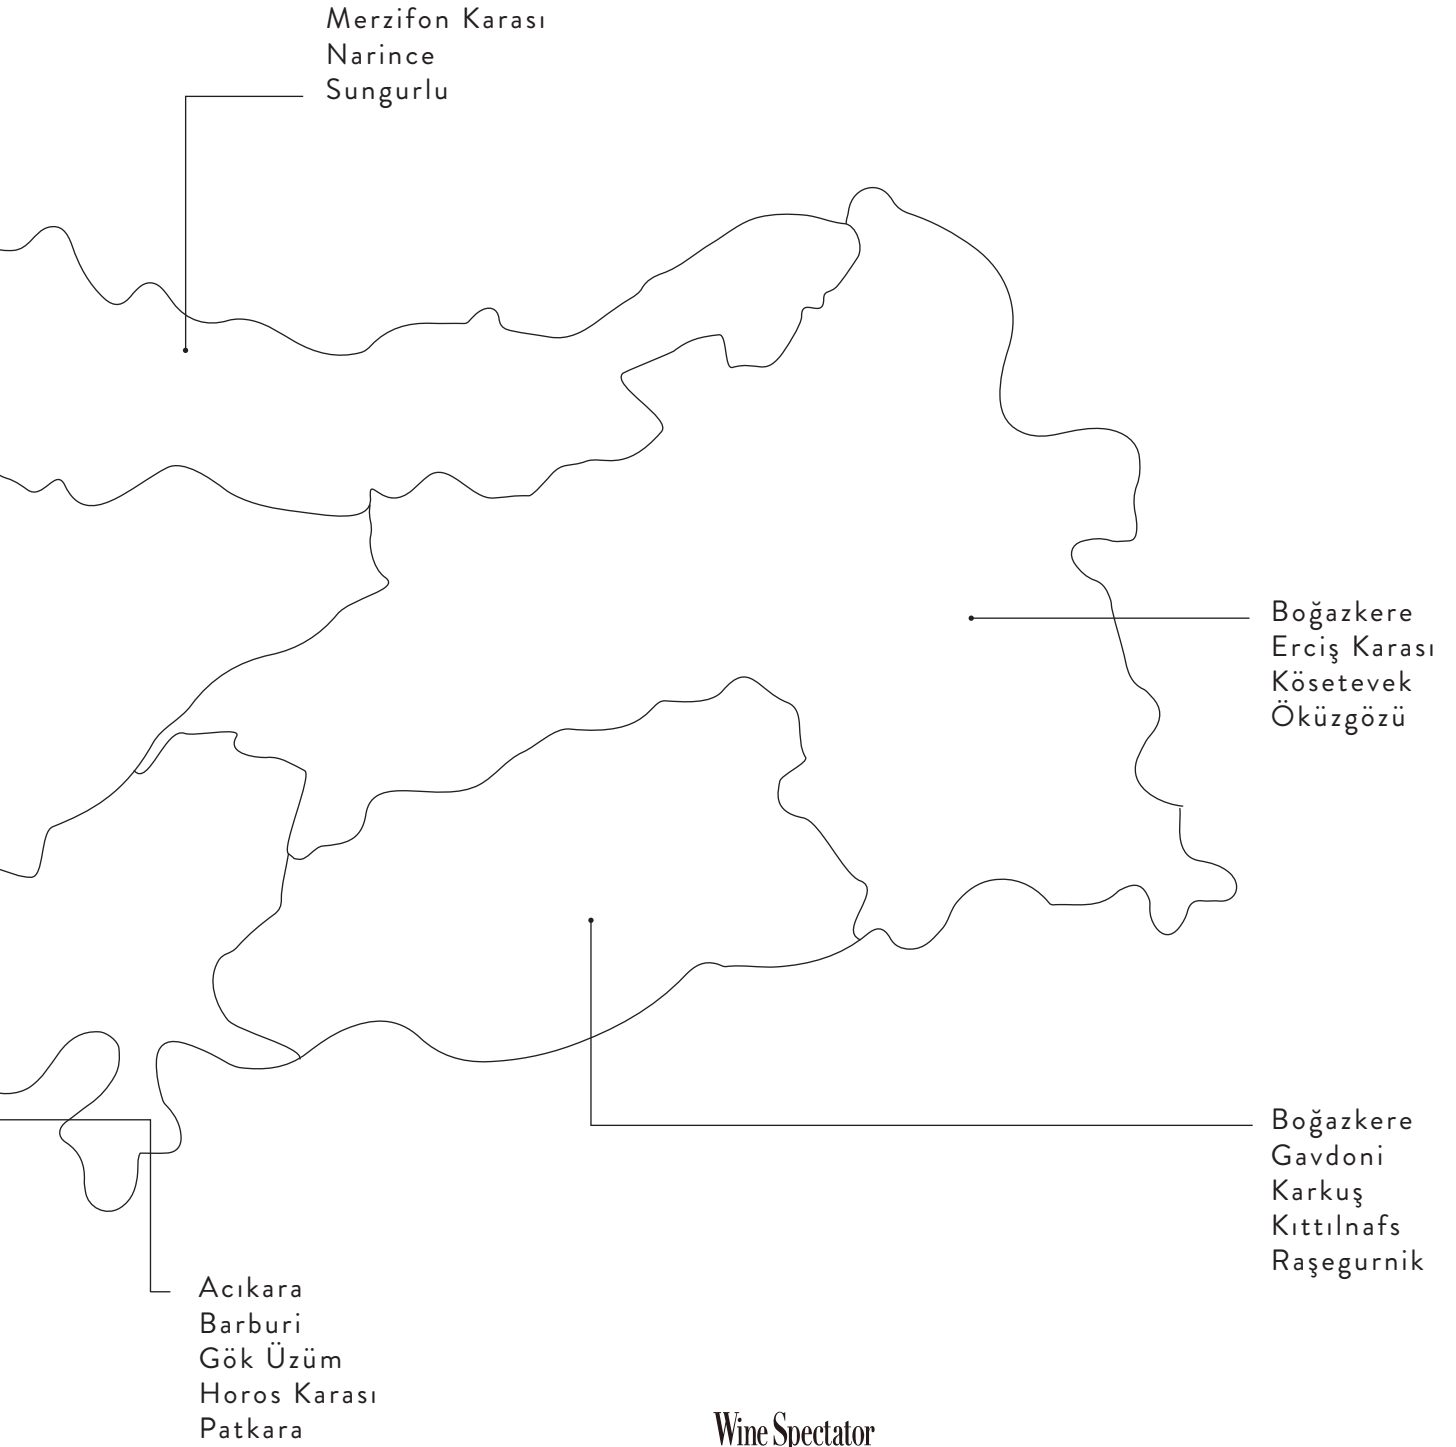 Merzifon Karası
Narince
Sungurlu
Boğazkere
Erciş Karası
Kösetevek
Öküzgözü
Boğazkere
Gavdoni
Karkuş
Kıttılnafs
Raşegurnik
Acıkara
Barburi
Gök Üzüm
Horos Karası
Patkara
Wine Spectator